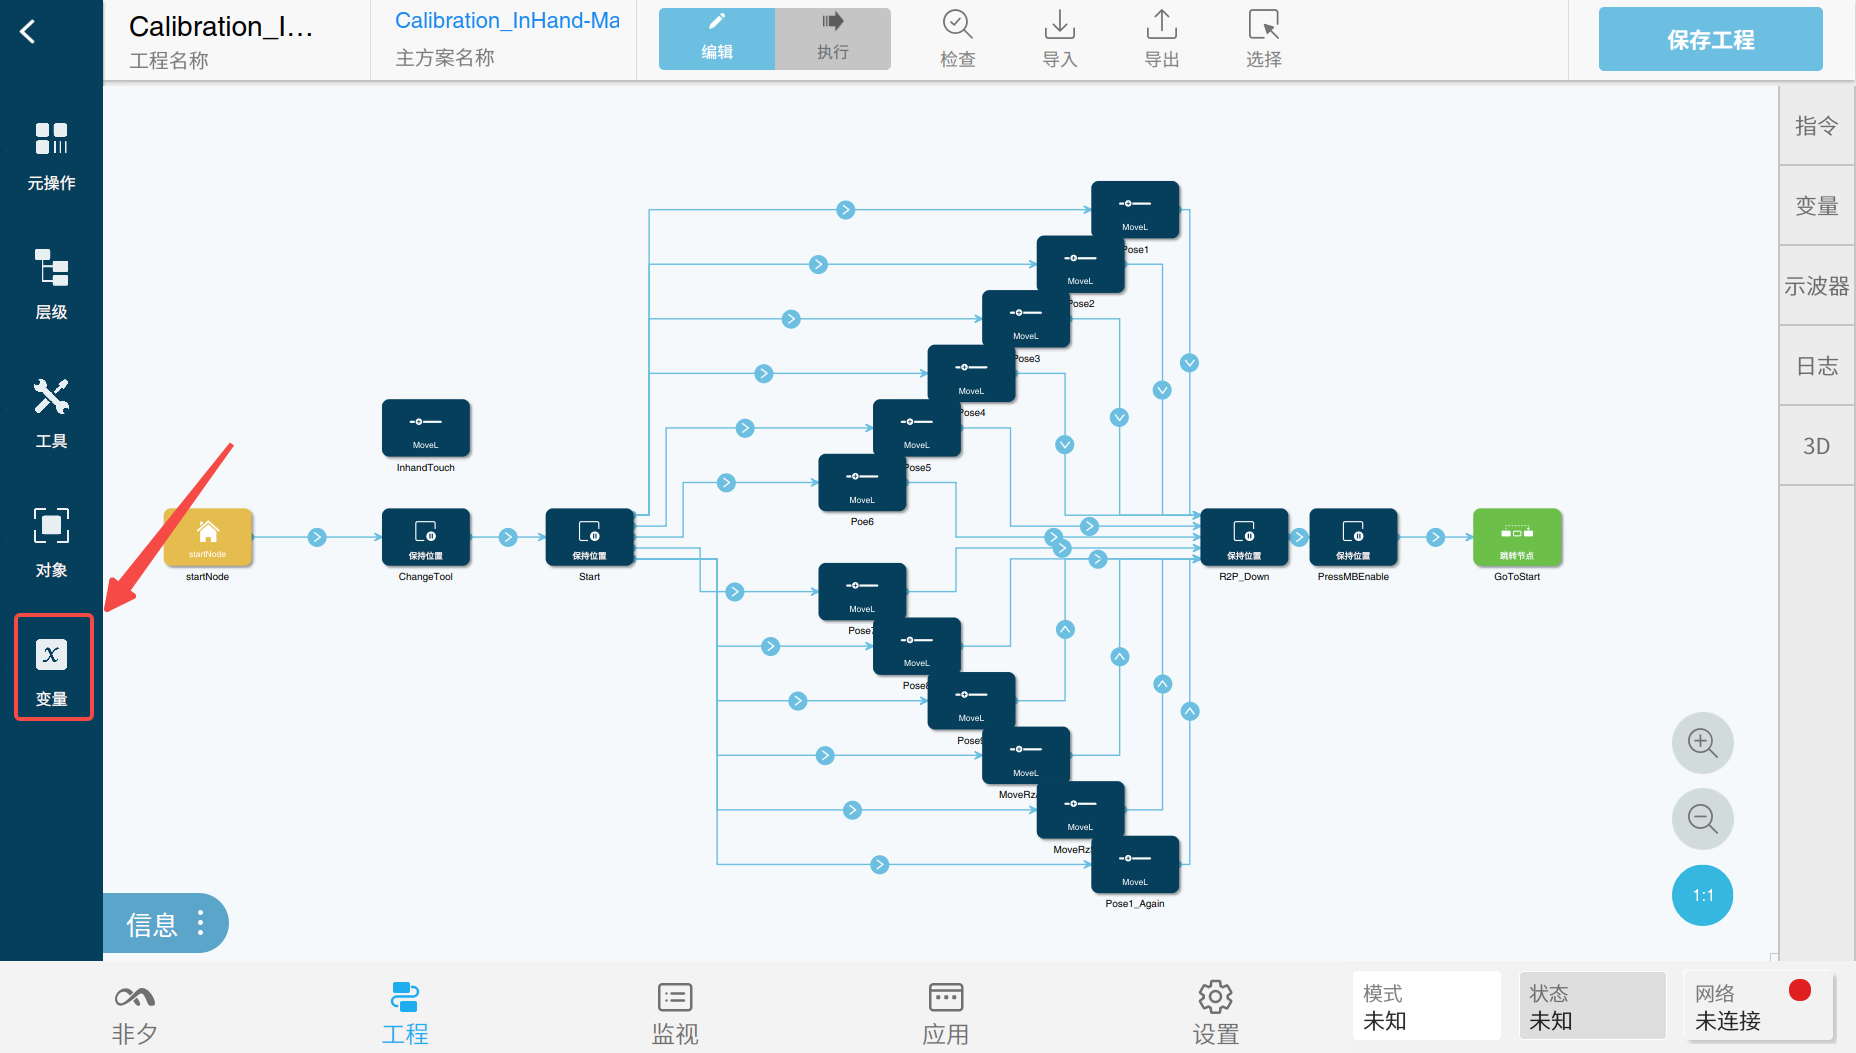 Calibration_I...
工程名称
Calibration_InHand-Ma
主方案名称
编辑
执行
检查
导入
导出
选择
保存工程
元操作
层级
工具
对象
变量
指令
变量
示波器
日志
3D
MoveL
Pose1
MoveL
Pose2
MoveL
Pose3
MoveL
Pose4
MoveL
InhandTouch
MoveL
Pose5
MoveL
Poe6
startNode
startNode
保持位置
ChangeTool
保持位置
Start
保持位置
R2P_Down
保持位置
PressMBEnable
跳转节点
GoToStart
MoveL
Pose7
MoveL
Pose8
MoveL
Pose9
MoveL
MoveRz
MoveL
MoveRz
MoveL
Pose1_Again
1:1
信息
非夕
工程
监视
应用
设置
模式
未知
状态
未知
网络
未连接